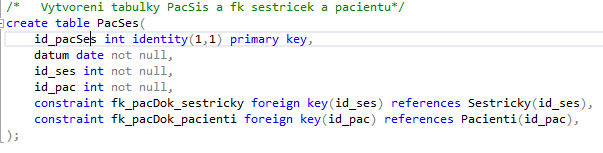 /*   Vytvoreni tabulky PacSis a fk sestricek a pacientu*/
create table PacSes(
    id_pacSes int identity(1,1) primary key,
    datum date not null,
    id_ses int not null,
    id_pac int not null,
    constraint fk_pacDok_sestricky foreign key(id_ses) references Sestricky(id_ses),
    constraint fk_pacDok_pacienti foreign key(id_pac) references Pacienti(id_pac),
);